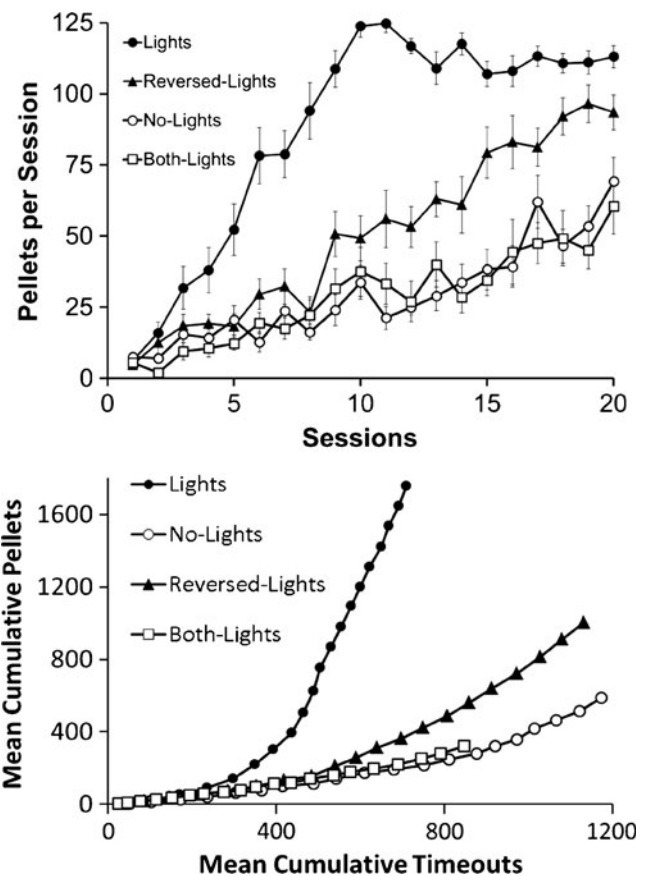 125
100
75
50
25
0
Pellets per Session
Lights
Reversed-Lights
No-Lights
Both-Lights
0 5 10 15 20
Sessions
1600
1200
800
400
0
Mean Cumulative Pellets
Lights
No-Lights
Reversed-Lights
Both-Lights
0 400 800 1200
Mean Cumulative Timeouts